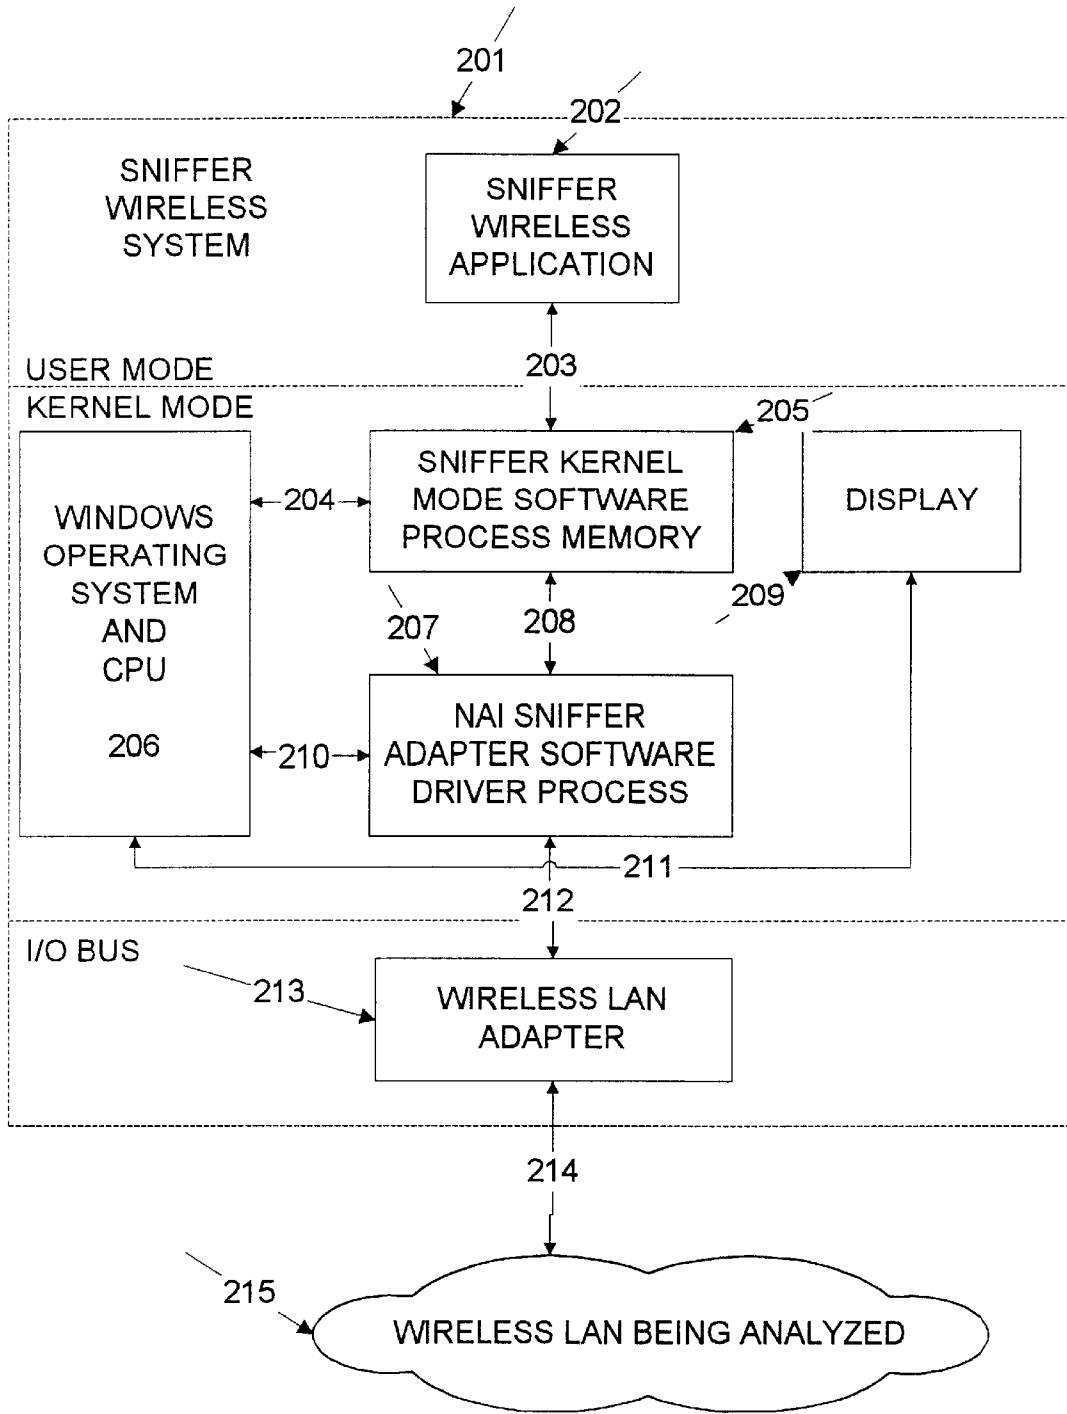 201
202
SNIFFER
WIRELESS
SYSTEM
SNIFFER
WIRELESS
APPLICATION
203
USER MODE
KERNEL MODE
205
SNIFFER KERNEL
MODE SOFTWARE
PROCESS MEMORY
DISPLAY
204
WINDOWS
OPERATING
SYSTEM
AND
CPU
206
209
207
208
NAI SNIFFER
ADAPTER SOFTWARE
DRIVER PROCESS
210
211
212
I/O BUS
213
WIRELESS LAN
ADAPTER
214
215
WIRELESS LAN BEING ANALYZED